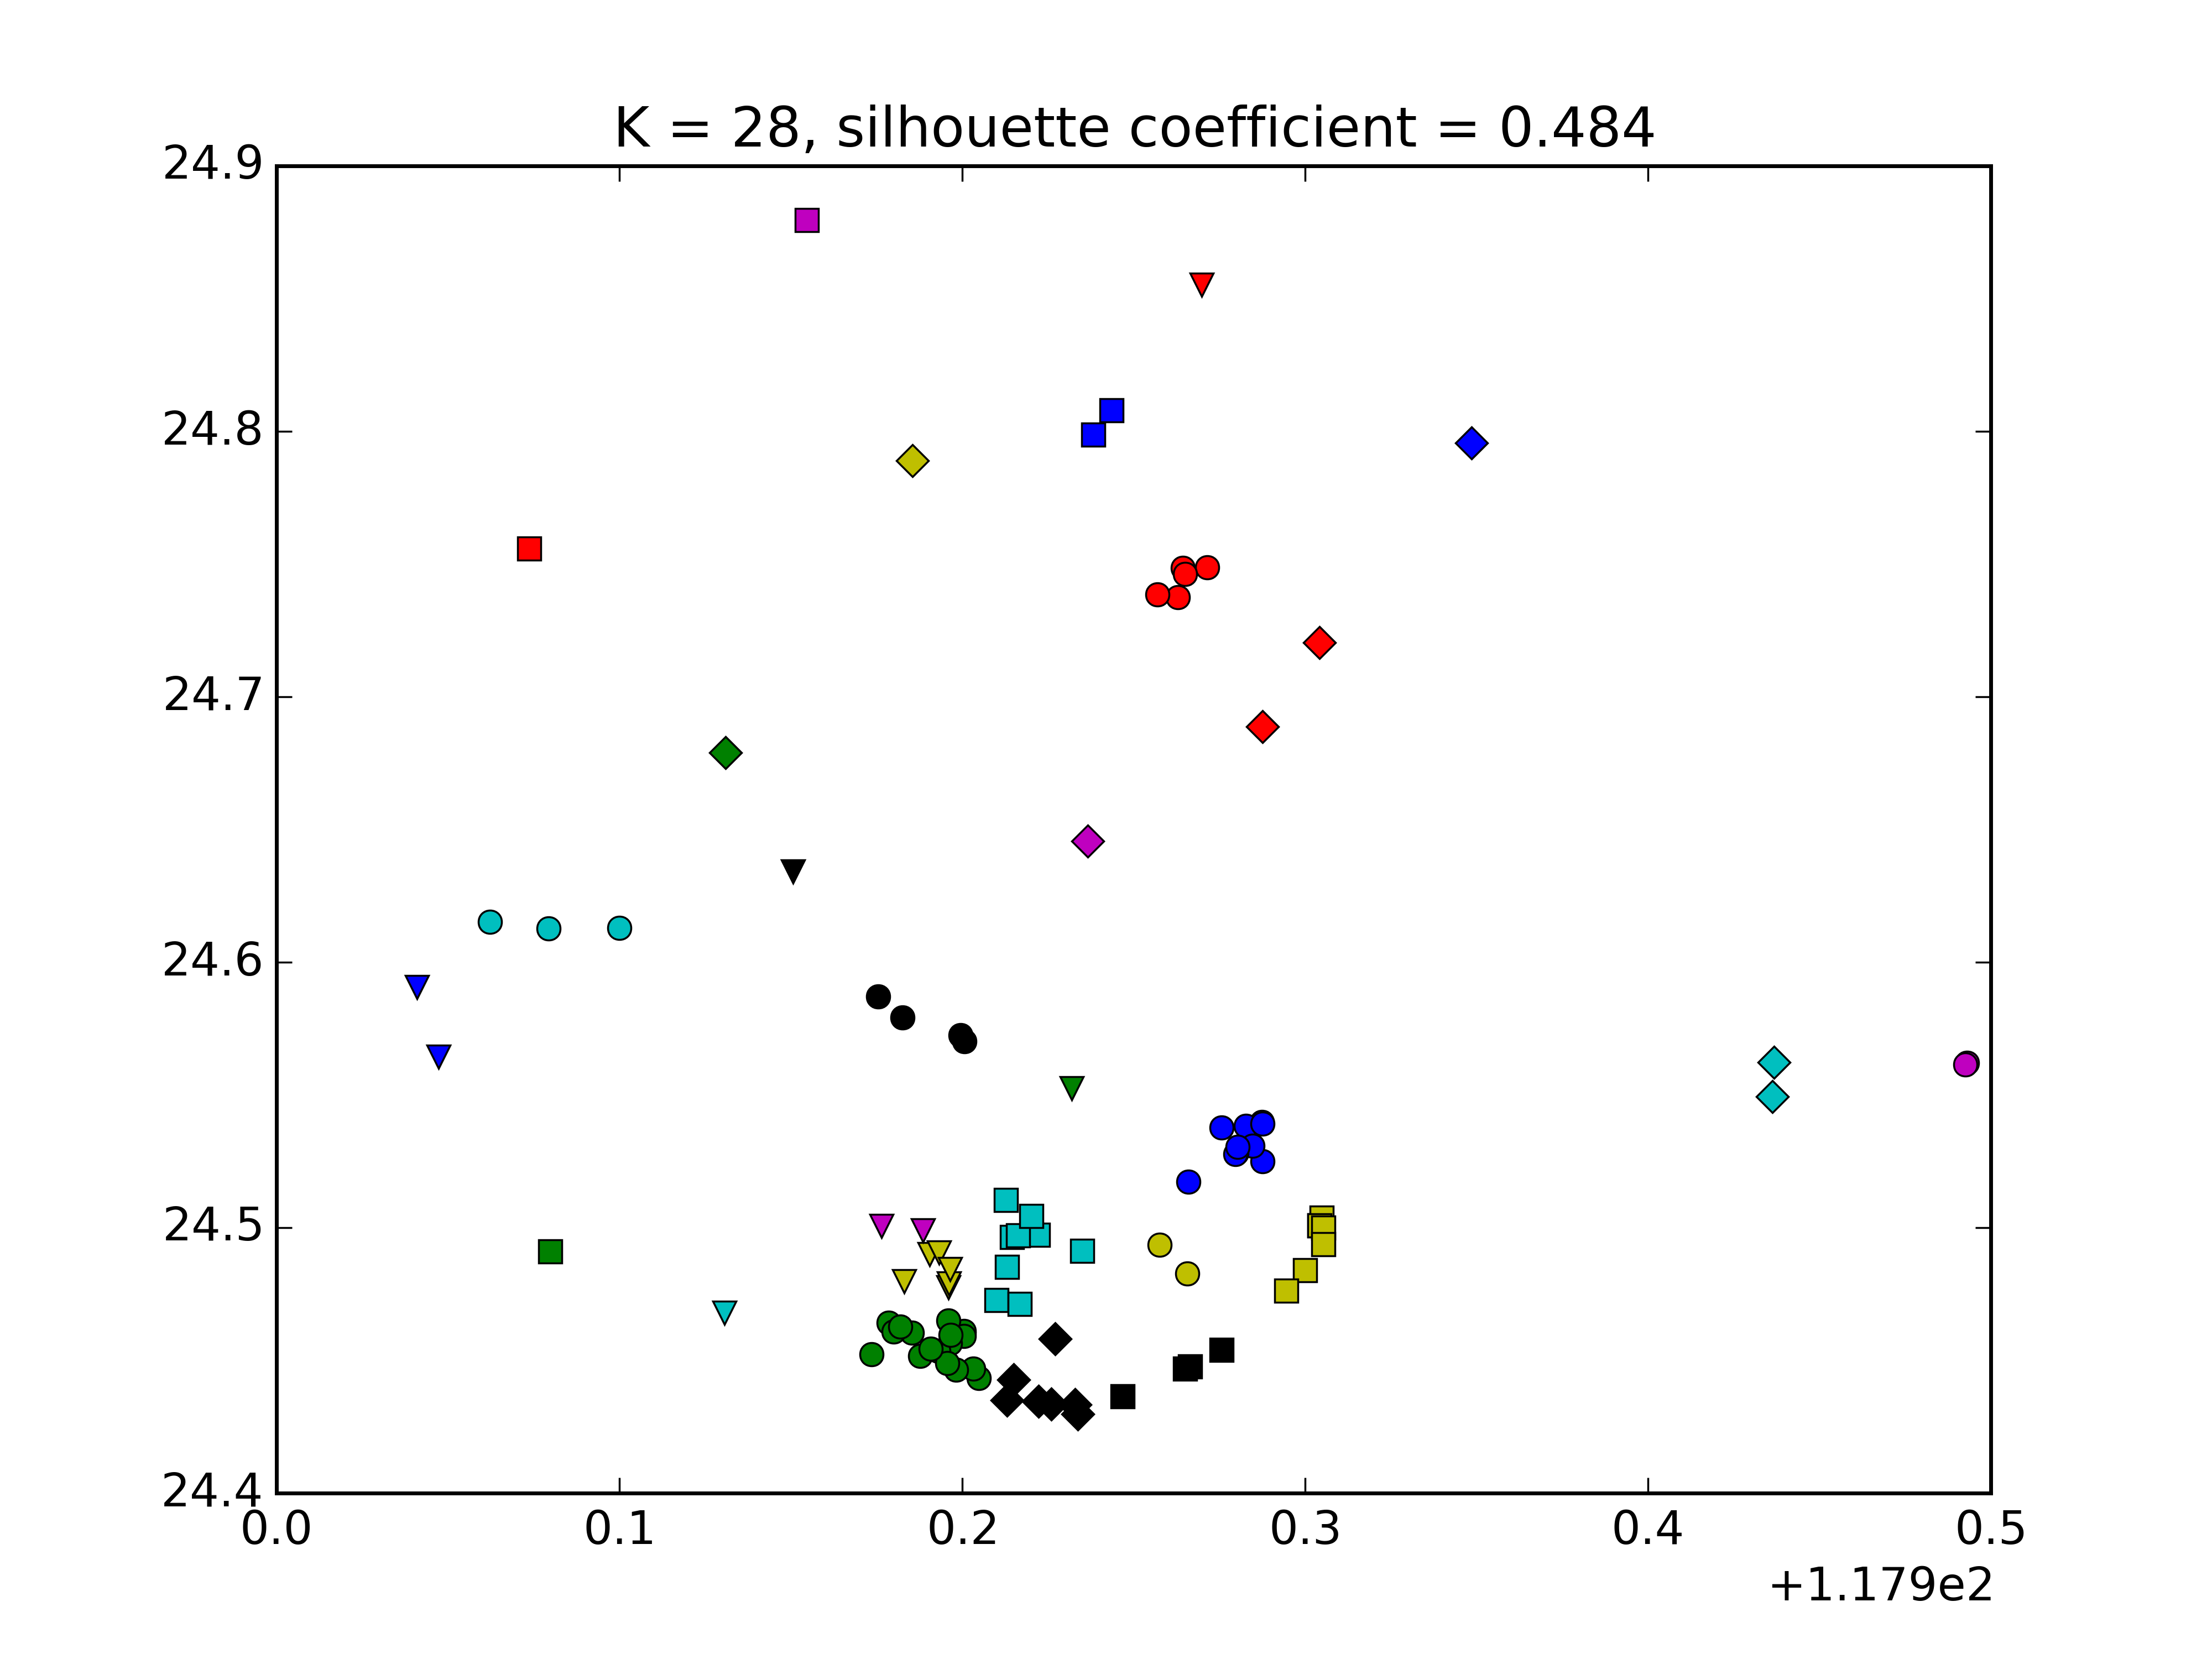 K = 28, silhouette coefficient = 0.484
24.9
24.8
24.7
24.6
24.5
24.4
0.0 0.1 0.2 0.3 0.4 0.5
+1.179e2